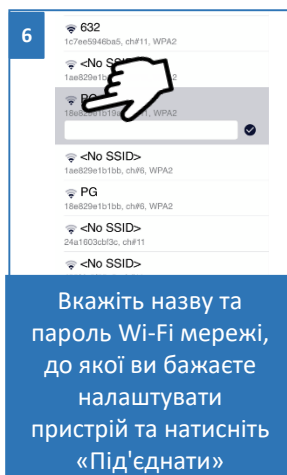 6
632
1c7ee5946ba5, ch#11, WPA2
<No SSID>
1ae829e1b
PG
WPA2
<No SSID>
1ae829e1b1bb, ch#6, WPA2
PG
18e829e1b1bb, ch#6, WPA2
<No SSID>
24a1603cbf3c, ch#11
<No SSID>
Вкажіть назву та
пароль Wi-Fi мережі,
до якої ви бажаєте
налаштувати
пристрій та натисніть
«Під'єднати»